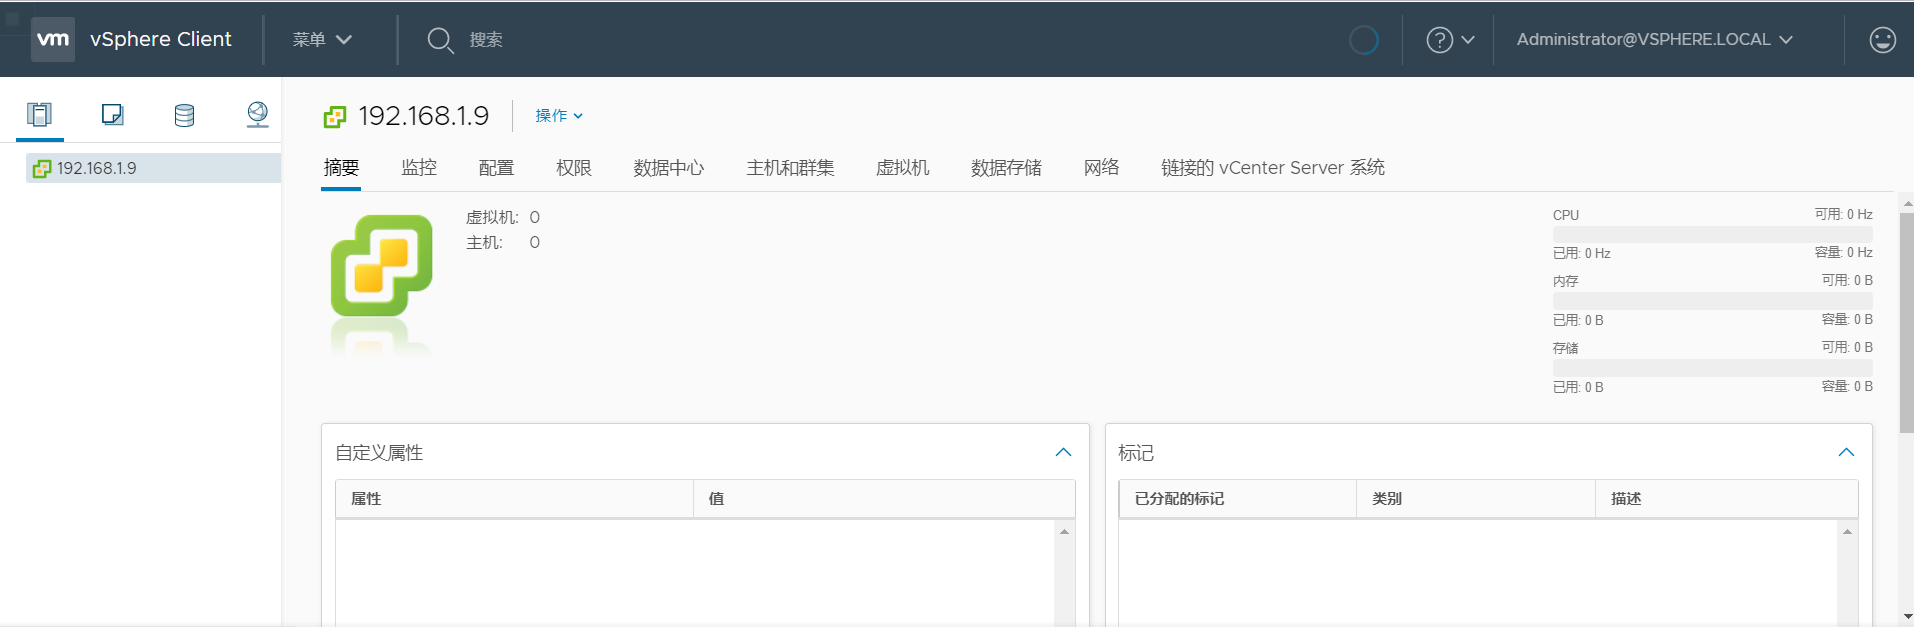 vm vSphere Client 菜单 搜索 Administrator@VSPHERE.LOCAL
192.168.1.9
192.168.1.9 操作
摘要 监控 配置 权限 数据中心 主机和群集 虚拟机 数据存储 网络 链接的 vCenter Server 系统
虚拟机: 0
主机: 0
CPU 可用: 0 Hz
已用: 0 Hz 容量: 0 Hz
内存 可用: 0 B
已用: 0 B 容量: 0 B
存储 可用: 0 B
已用: 0 B 容量: 0 B
自定义属性
属性 值
标记
已分配的标记 类别 描述